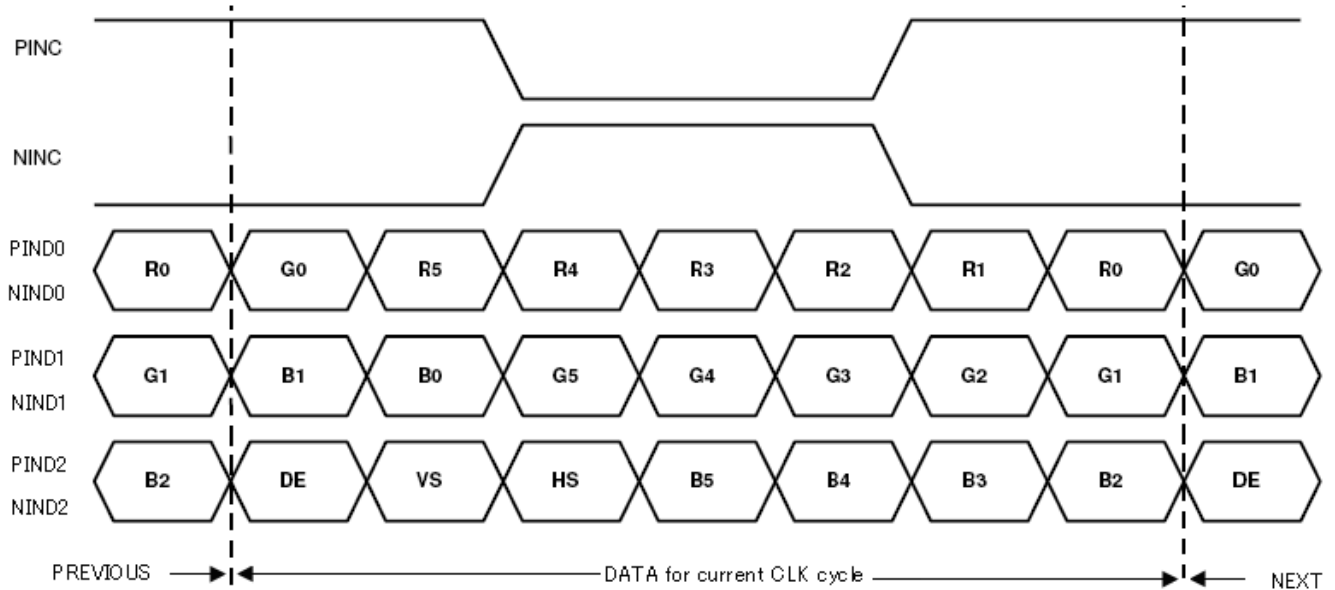 PINC
NINC
PIND0
R0 G0 R5 R4 R3 R2 R1 R0 G0
NIND0
PIND1
G1 B1 B0 G5 G4 G3 G2 G1 B1
NIND1
PIND2
B2 DE VS HS B5 B4 B3 B2 DE
NIND2
PREVIOUS DATA for current CLK cycle NEXT